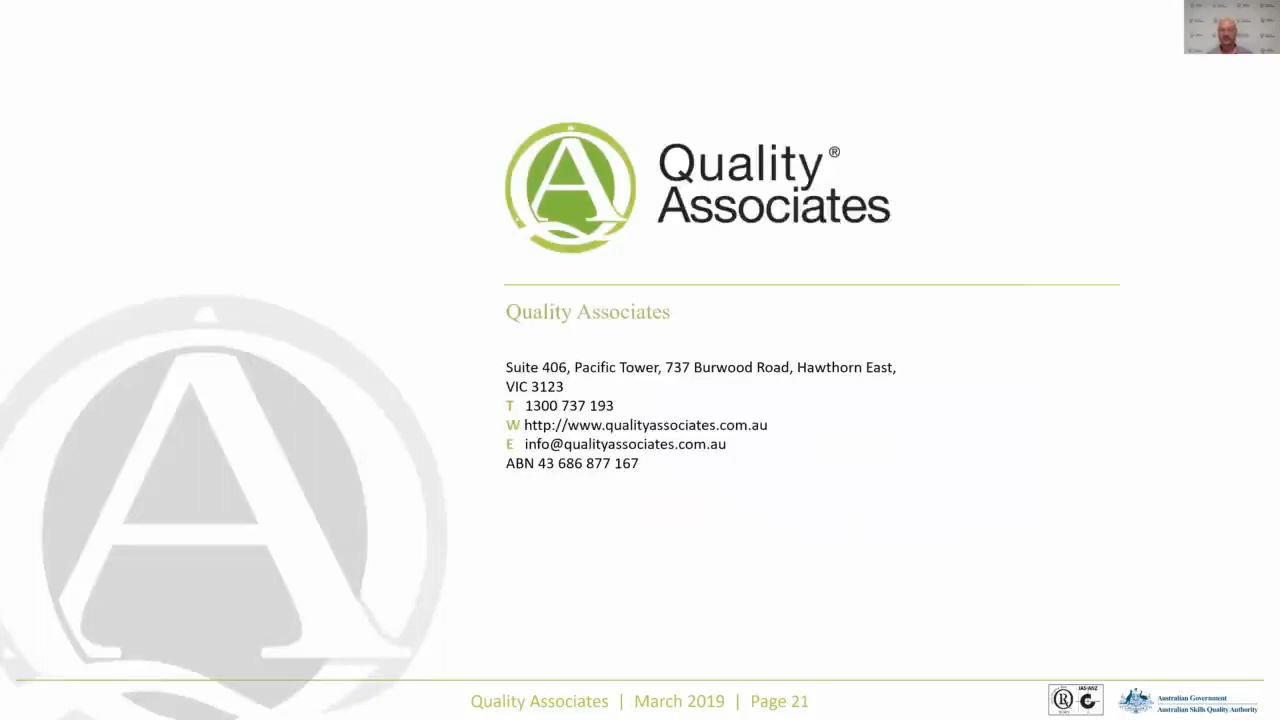 Quality®
Associates
Quality Associates
Suite 406, Pacific Tower, 737 Burwood Road, Hawthorn East,
VIC 3123
T 1300 737 193
W http://www.qualityassociates.com.au
E info@qualityassociates.com.au
ABN 43 686 877 167
Quality Associates | March 2019 | Page 21
JAS-ANZ
Australian Government
Australian Skills Quality Authority